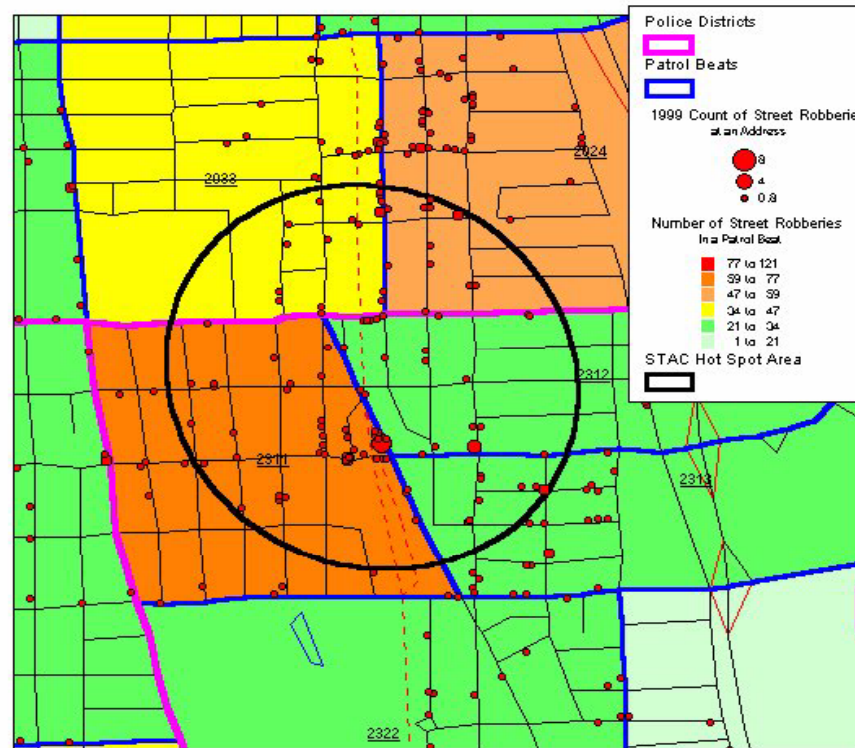 Police Districts
Patrol Beats
1999 Count of Street Robberie
at an Address
8
4
0.8
Number of Street Robberies
In a Patrol Beat
77 to 121
59 to 77
47 to 59
34 to 47
21 to 34
1 to 21
STAC Hot Spot Area
2033
2024
2312
2311
2313
2322